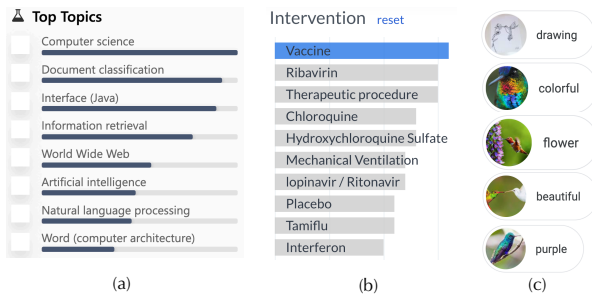 Top Topics
Computer science
Document classification
Interface (Java)
Information retrieval
World Wide Web
Artificial intelligence
Natural language processing
Word (computer architecture)
(a)
Intervention reset
Vaccine
Ribavirin
Therapeutic procedure
Chloroquine
Hydroxychloroquine Sulfate
Mechanical Ventilation
lopinavir / Ritonavir
Placebo
Tamiflu
Interferon
(b)
drawing
colorful
flower
beautiful
purple
(c)